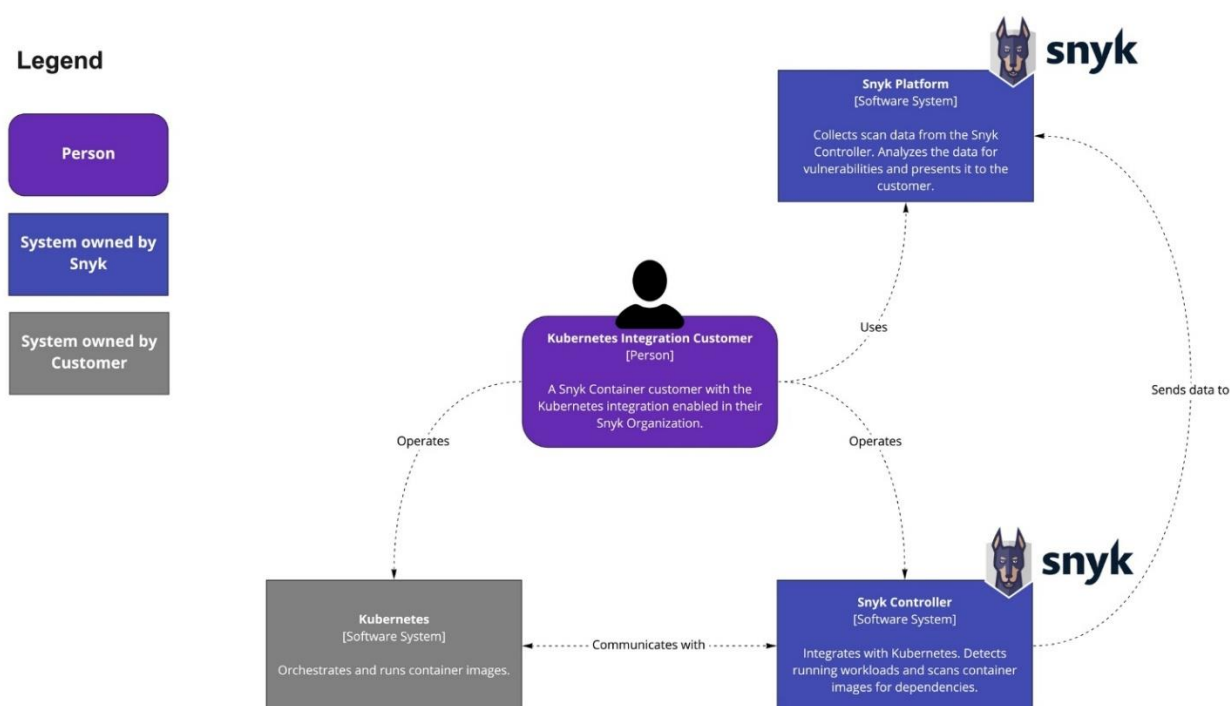 Legend
Person
System owned by
Snyk
System owned by
Customer
snyk
Snyk Platform
[Software System]
Collects scan data from the Snyk
Controller. Analyzes the data for
vulnerabilities and presents it to the
customer.
Uses
Kubernetes Integration Customer
[Person]
A Snyk Container customer with the
Kubernetes integration enabled in their
Snyk Organization.
Sends data to
Operates
Operates
snyk
Kubernetes
[Software System]
Orchestrates and runs container images.
Communicates with
Snyk Controller
[Software System]
Integrates with Kubernetes. Detects
running workloads and scans container
images for dependencies.